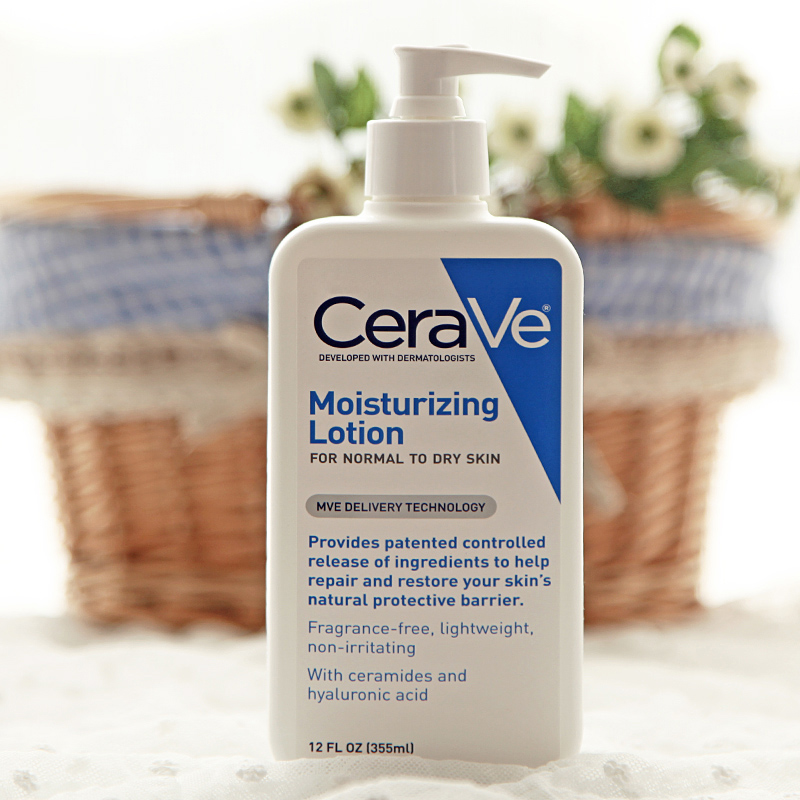 CeraVe®
DEVELOPED WITH DERMATOLOGISTS
Moisturizing
Lotion
FOR NORMAL TO DRY SKIN
MVE DELIVERY TECHNOLOGY
Provides patented controlled
release of ingredients to help
repair and restore your skin's
natural protective barrier.
Fragrance-free, lightweight,
non-irritating
With ceramides and
hyaluronic acid
12 FL OZ (355ml)